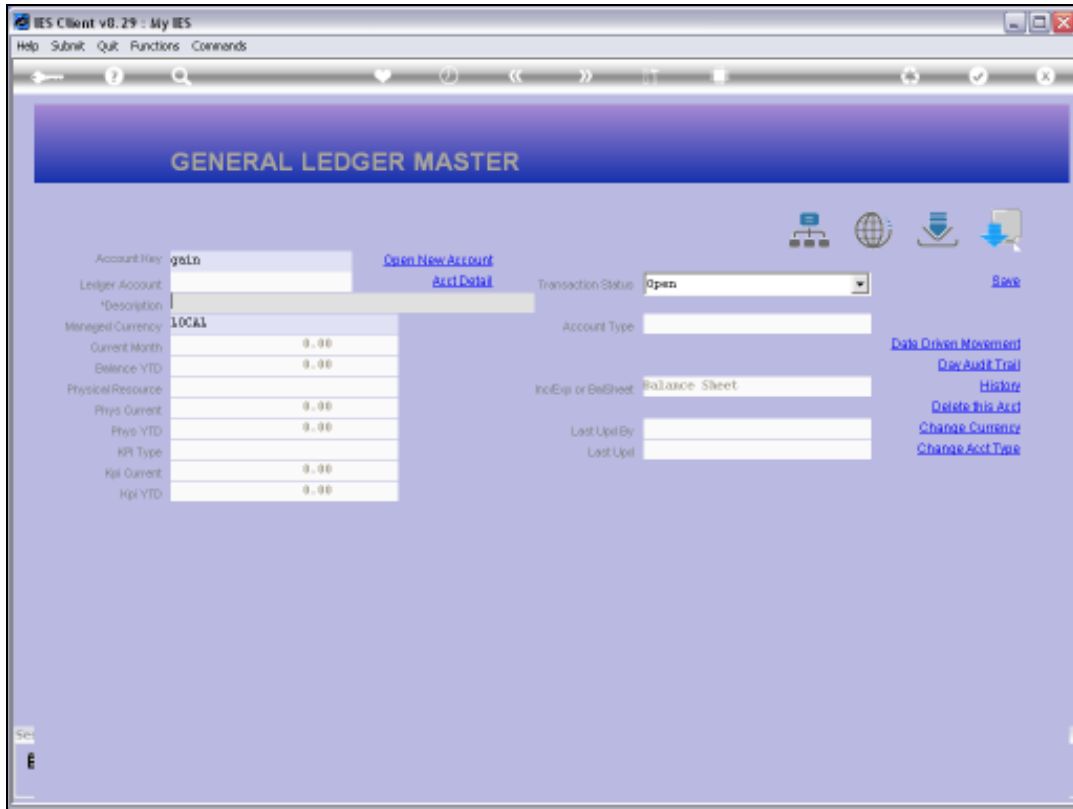 IES Client v8.29 : My IES
Help Submit Quit Functions Commands
GENERAL LEDGER MASTER
Account Key gain Open New Account
Ledger Account Acct Detail Transaction Status Open Save
*Description
Managed Currency LOCAL Account Type
Current Month 0.00 Date Driven Movement
Balance YTD 0.00 Day Audit Trail
Physical Resource Inc/Exp or BalSheet Balance Sheet History
Phys Current 0.00 Delete this Acct
Phys YTD 0.00 Last Upd By Change Currency
KPI Type Last Upd Change Acct Type
Kpi Current 0.00
Kpi YTD 0.00